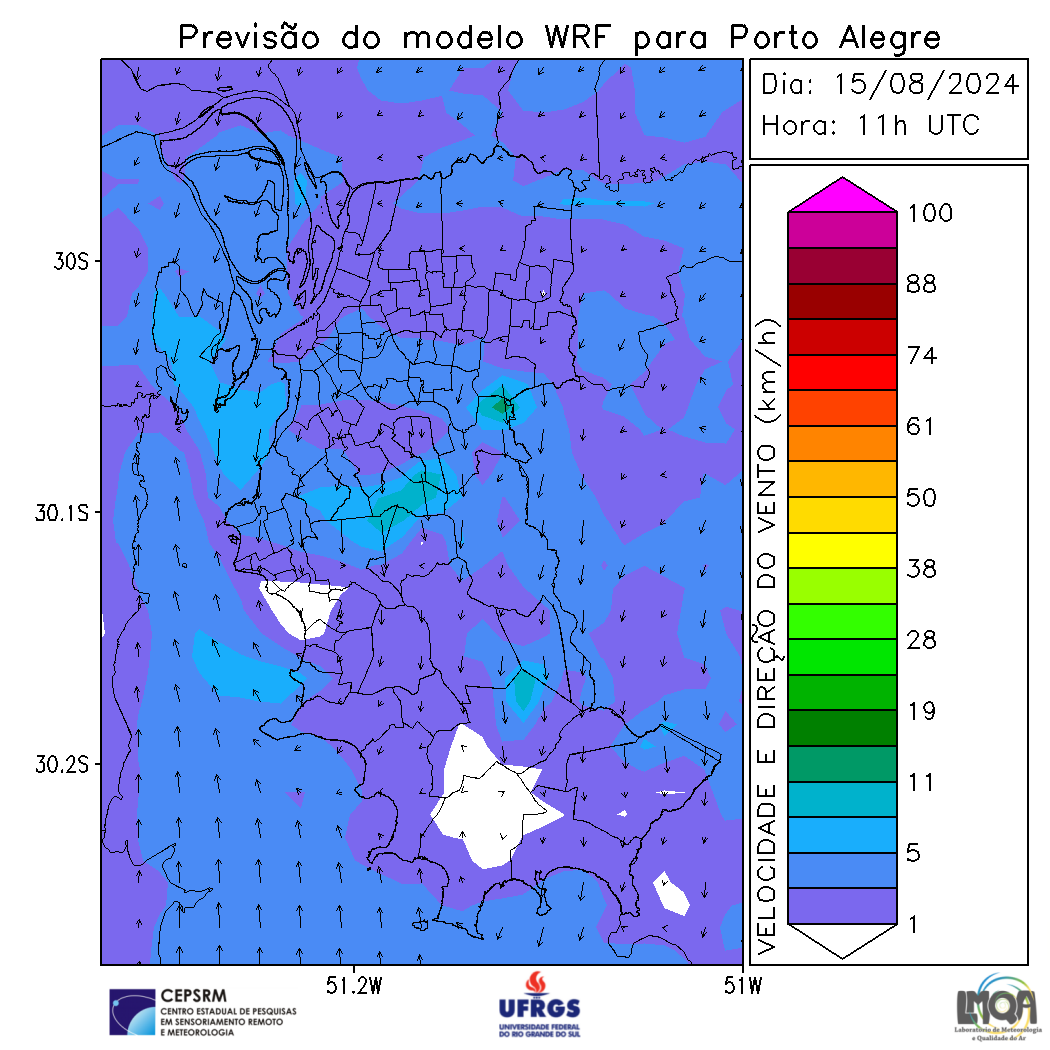 Previsão do modelo WRF para Porto Alegre
Dia: 15/08/2024
Hora: 11h UTC
30S
30.1S
30.2S
51.2W
51W
VELOCIDADE E DIREÇÃO DO VENTO (km/h)
100
88
74
61
50
38
28
19
11
5
1
CEPSRM
CENTRO ESTADUAL DE PESQUISAS
EM SENSORIAMENTO REMOTO
E METEOROLOGIA
UFRGS
UNIVERSIDADE FEDERAL
DO RIO GRANDE DO SUL
LMQA
Laboratório de Meteorologia
e Qualidade do Ar